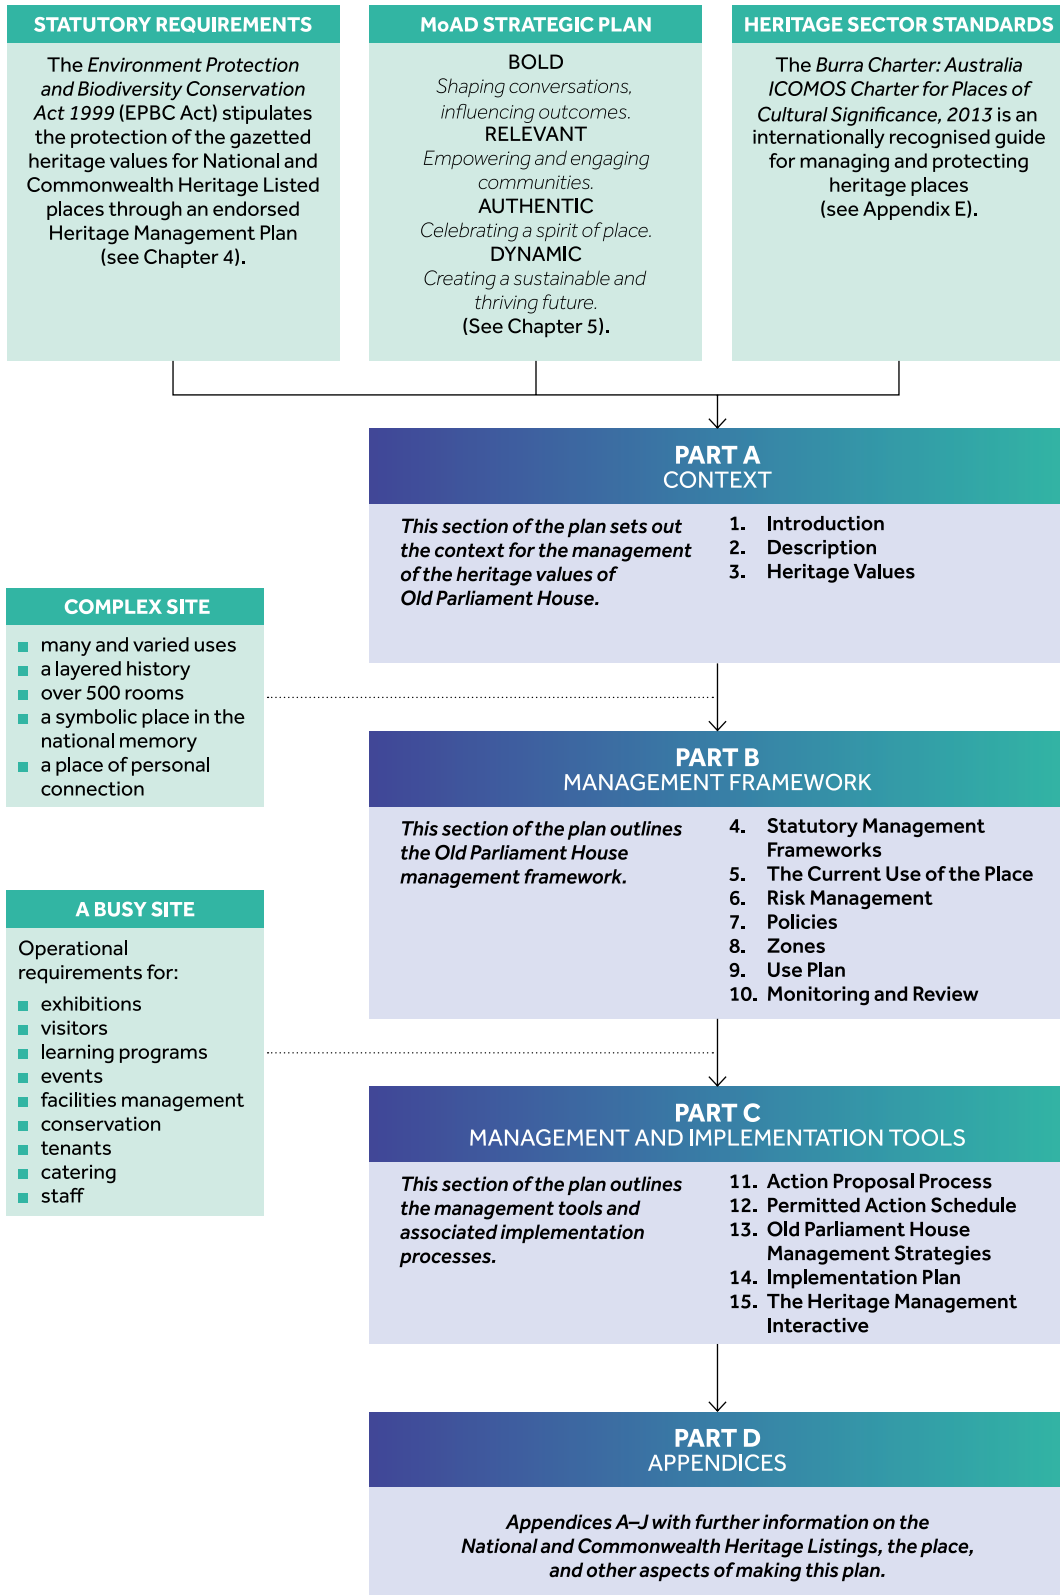 STATUTORY REQUIREMENTS
The Environment Protection
and Biodiversity Conservation
Act 1999 (EPBC Act) stipulates
the protection of the gazetted
heritage values for National and
Commonwealth Heritage Listed
places through an endorsed
Heritage Management Plan
(see Chapter 4).
MoAD STRATEGIC PLAN
BOLD
Shaping conversations,
influencing outcomes.
RELEVANT
Empowering and engaging
communities.
AUTHENTIC
Celebrating a spirit of place.
DYNAMIC
Creating a sustainable and
thriving future.
(See Chapter 5).
HERITAGE SECTOR STANDARDS
The Burra Charter: Australia
ICOMOS Charter for Places of
Cultural Significance, 2013 is an
internationally recognised guide
for managing and protecting
heritage places
(see Appendix E).
PART A
CONTEXT
This section of the plan sets out
the context for the management
of the heritage values of
Old Parliament House.
1. Introduction
2. Description
3. Heritage Values
COMPLEX SITE
many and varied uses
a layered history
over 500 rooms
a symbolic place in the
national memory
a place of personal
connection
PART B
MANAGEMENT FRAMEWORK
This section of the plan outlines
the Old Parliament House
management framework.
4. Statutory Management
Frameworks
5. The Current Use of the Place
6. Risk Management
7. Policies
8. Zones
9. Use Plan
10. Monitoring and Review
A BUSY SITE
Operational
requirements for:
exhibitions
visitors
learning programs
events
facilities management
conservation
tenants
catering
staff
PART C
MANAGEMENT AND IMPLEMENTATION TOOLS
This section of the plan outlines
the management tools and
associated implementation
processes.
11. Action Proposal Process
12. Permitted Action Schedule
13. Old Parliament House
Management Strategies
14. Implementation Plan
15. The Heritage Management
Interactive
PART D
APPENDICES
Appendices A–J with further information on the
National and Commonwealth Heritage Listings, the place,
and other aspects of making this plan.